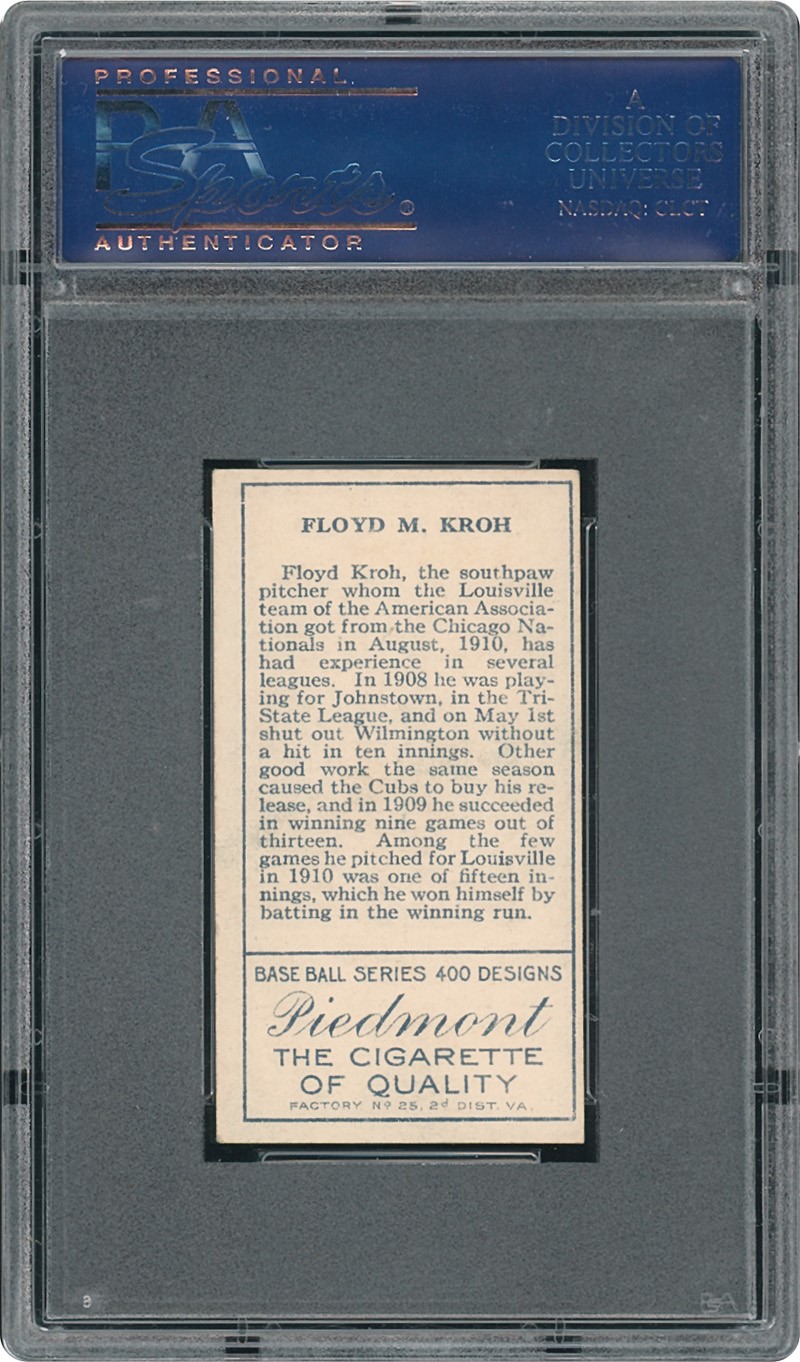 PROFESSIONAL
PSA
Sports®
AUTHENTICATOR
A
DIVISION OF
COLLECTORS
UNIVERSE
NASDAQ: CLCT
FLOYD M. KROH
Floyd Kroh, the southpaw
pitcher whom the Louisville
team of the American Associa-
tion got from the Chicago Na-
tionals in August, 1910, has
had experience in several
leagues. In 1908 he was play-
ing for Johnstown, in the Tri-
State League, and on May 1st
shut out Wilmington without
a hit in ten innings. Other
good work the same season
caused the Cubs to buy his re-
lease, and in 1909 he succeeded
in winning nine games out of
thirteen. Among the few
games he pitched for Louisville
in 1910 was one of fifteen in-
nings, which he won himself by
batting in the winning run.
BASE BALL SERIES 400 DESIGNS
Piedmont
THE CIGARETTE
OF QUALITY
FACTORY Nº 25, 2d DIST. VA.
PSA